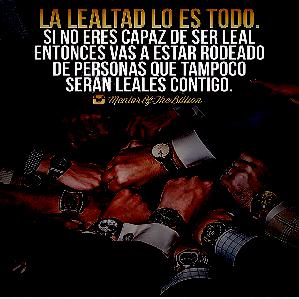 LA LEALTAD LO ES TODO.
SI NO ERES CAPAZ DE SER LEAL
ENTONCES VAS A ESTAR RODEADO
DE PERSONAS QUE TAMPOCO
SERÁN LEALES CONTIGO.
MentorOfTheBillion